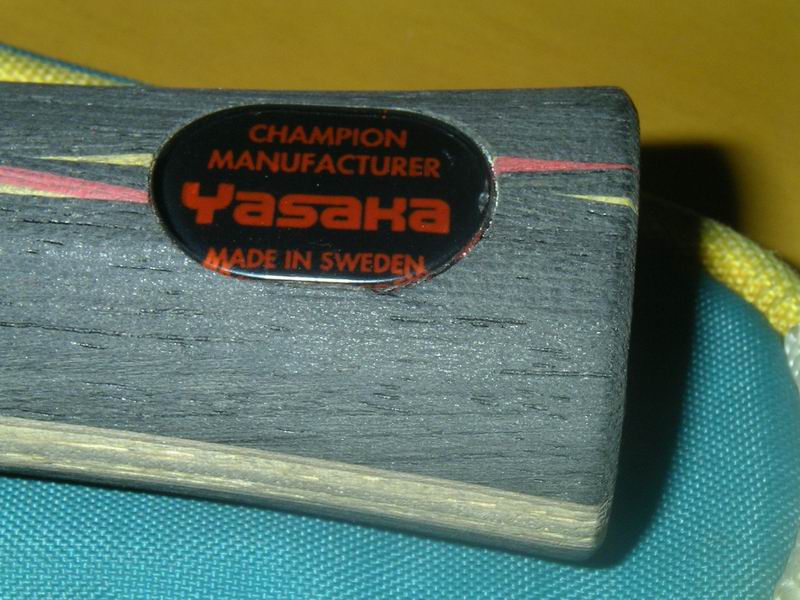 CHAMPION
MANUFACTURER
Yasaka
MADE IN SWEDEN